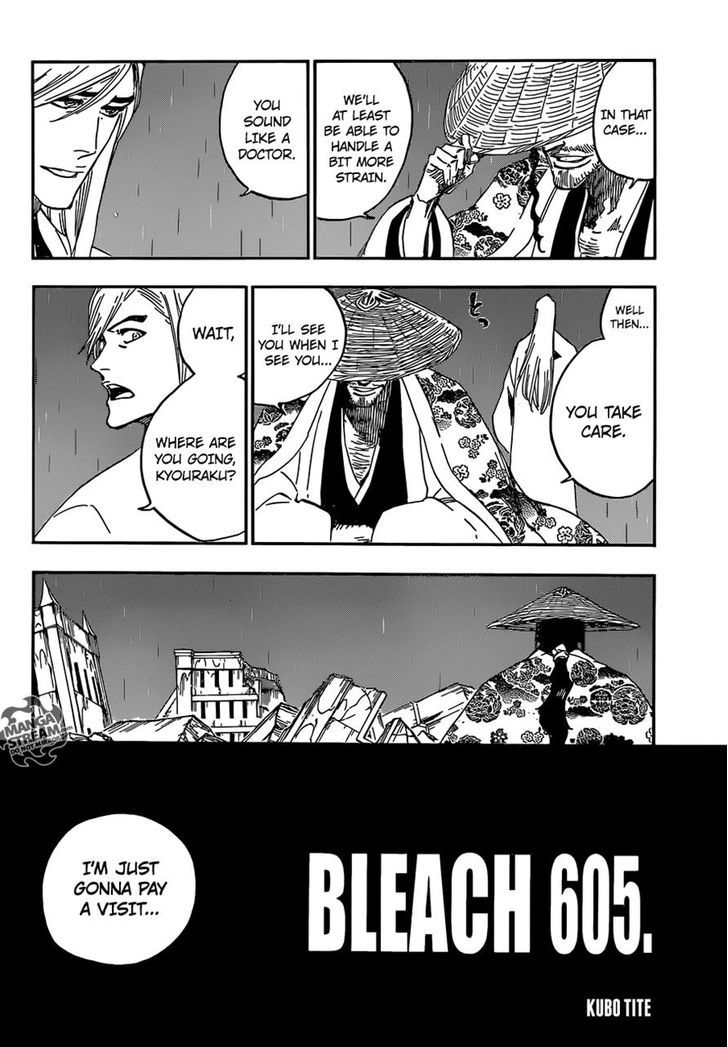 IN THAT
CASE...
WE'LL
AT LEAST
BE ABLE TO
HANDLE A
BIT MORE
STRAIN.
YOU
SOUND
LIKE A
DOCTOR.
WELL
THEN...
YOU TAKE
CARE.
とっ
I'LL SEE
YOU WHEN I
SEE YOU...
WAIT,
WHERE ARE
YOU GOING,
KYOURAKU?
MANGA
STREAM
I'M JUST
GONNA PAY
A VISIT...
BLEACH 605.
KUBO TITE